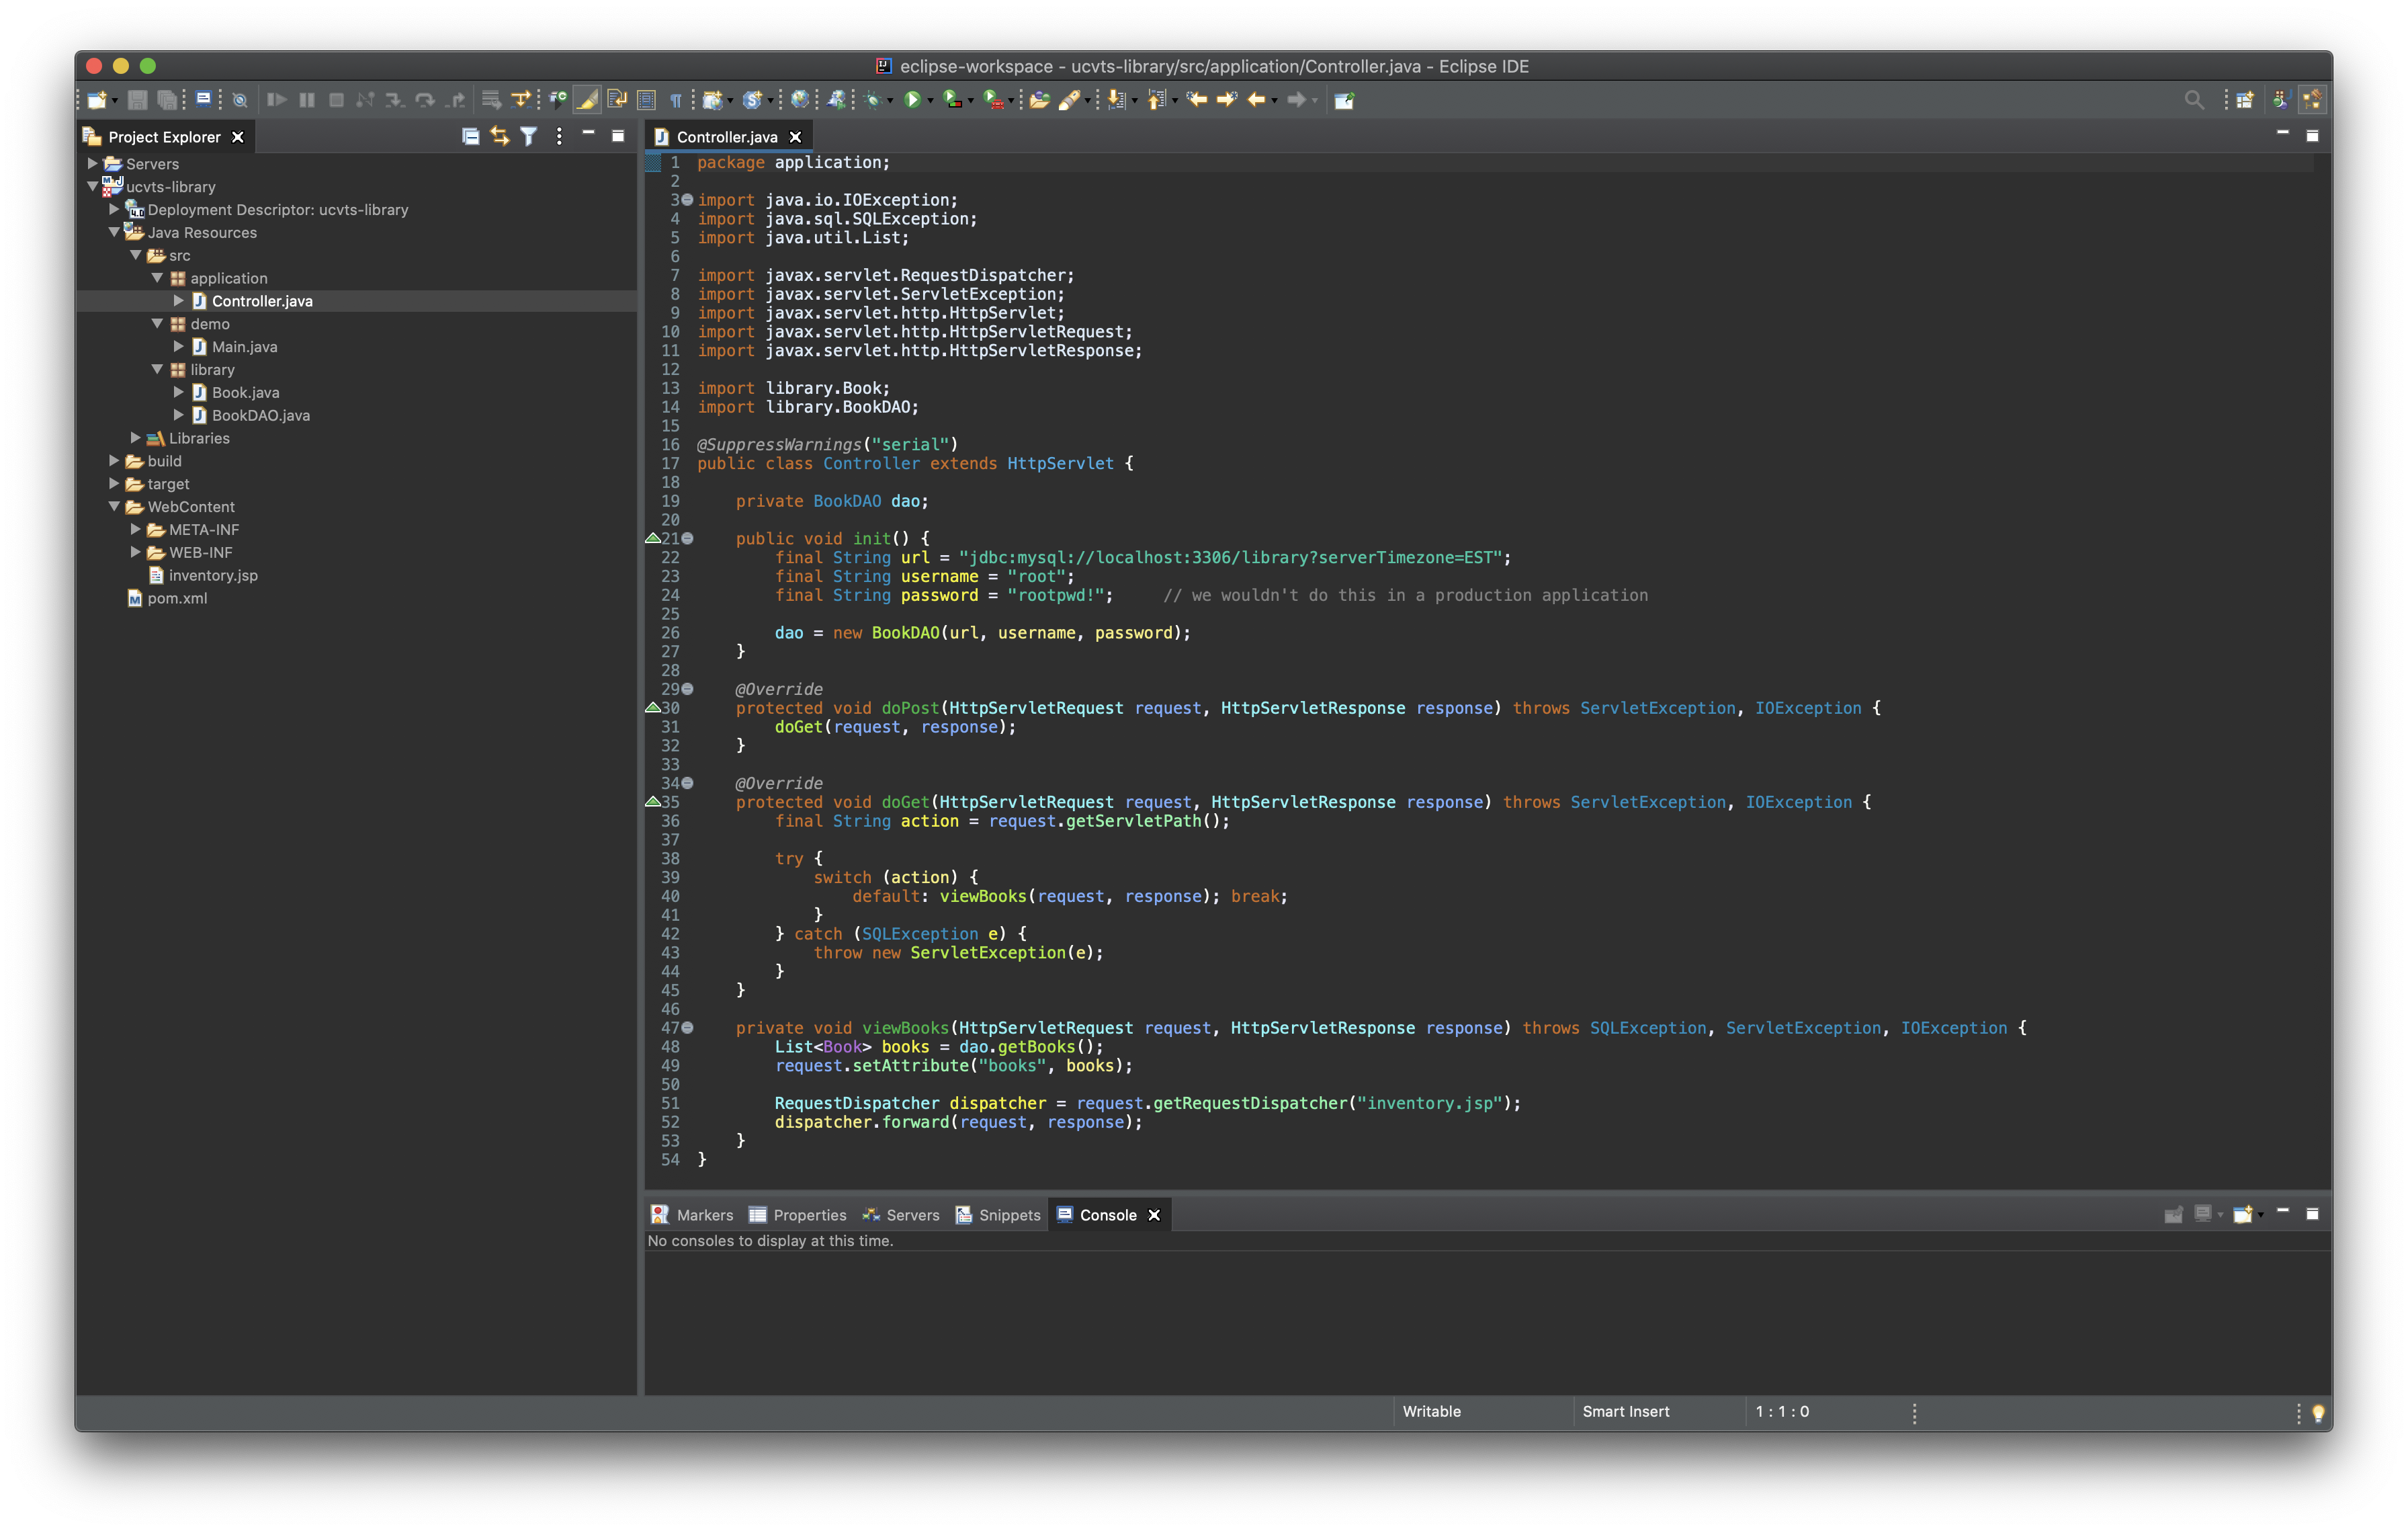 eclipse-workspace - ucvts-library/src/application/Controller.java - Eclipse IDE
Project Explorer
Servers
ucvts-library
Deployment Descriptor: ucvts-library
Java Resources
src
application
Controller.java
demo
Main.java
library
Book.java
BookDAO.java
Libraries
build
target
WebContent
META-INF
WEB-INF
inventory.jsp
pom.xml
Controller.java
1 package application;
2
3 import java.io.IOException;
4 import java.sql.SQLException;
5 import java.util.List;
6
7 import javax.servlet.RequestDispatcher;
8 import javax.servlet.ServletException;
9 import javax.servlet.http.HttpServlet;
10 import javax.servlet.http.HttpServletRequest;
11 import javax.servlet.http.HttpServletResponse;
12
13 import library.Book;
14 import library.BookDAO;
15
16 @SuppressWarnings("serial")
17 public class Controller extends HttpServlet {
18
19     private BookDAO dao;
20
21     public void init() {
22         final String url = "jdbc:mysql://localhost:3306/library?serverTimezone=EST";
23         final String username = "root";
24         final String password = "rootpwd!";     // we wouldn't do this in a production application
25
26         dao = new BookDAO(url, username, password);
27     }
28
29     @Override
30     protected void doPost(HttpServletRequest request, HttpServletResponse response) throws ServletException, IOException {
31         doGet(request, response);
32     }
33
34     @Override
35     protected void doGet(HttpServletRequest request, HttpServletResponse response) throws ServletException, IOException {
36         final String action = request.getServletPath();
37
38         try {
39             switch (action) {
40                 default: viewBooks(request, response); break;
41             }
42         } catch (SQLException e) {
43             throw new ServletException(e);
44         }
45     }
46
47     private void viewBooks(HttpServletRequest request, HttpServletResponse response) throws SQLException, ServletException, IOException {
48         List<Book> books = dao.getBooks();
49         request.setAttribute("books", books);
50
51         RequestDispatcher dispatcher = request.getRequestDispatcher("inventory.jsp");
52         dispatcher.forward(request, response);
53     }
54 }
Markers Properties Servers Snippets Console
No consoles to display at this time.
Writable Smart Insert 1 : 1 : 0